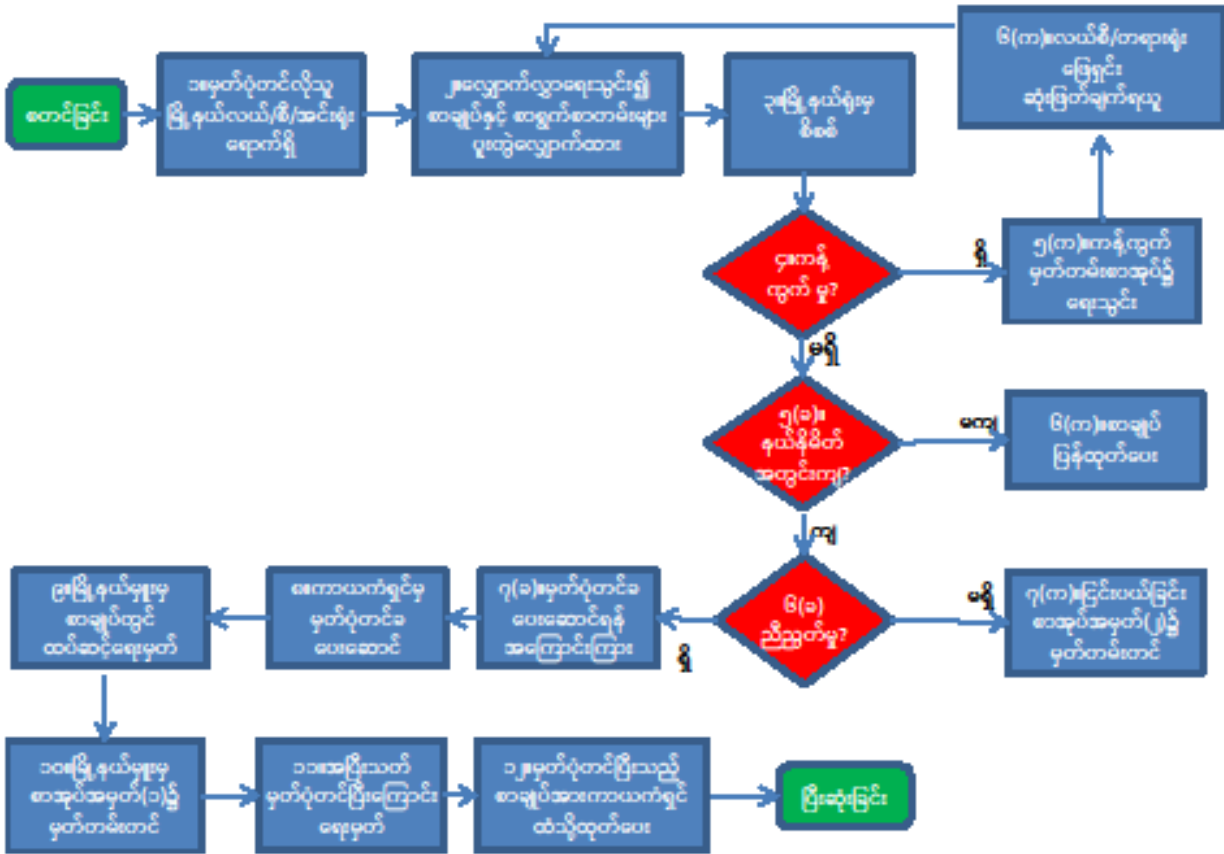 စတင်ခြင်း
၁။မှတ်ပုံတင်လိုသူ
မြို့နယ်လယ်/စီ/အင်းရုံး
ရောက်ရှိ
၂။လျှောက်လွှာရေးသွင်း၍
စာချုပ်နှင့် စာရွက်စာတမ်းများ
ပူးတွဲလျှောက်ထား
၃။မြို့နယ်ရုံးမှ
စိစစ်
၆(က)။လယ်စီ/တရားရုံး
ဖြေရှင်း
ဆုံးဖြတ်ချက်ရယူ
၄။ကန့်
ကွက် မှု?
ရှိ
၅(က)။ကန့်ကွက်
မှတ်တမ်းစာအုပ်၌
ရေးသွင်း
မရှိ
၅(ခ)။
နယ်နိမိတ်
အတွင်းကျ?
မကျ
၆(က)။စာချုပ်
ပြန်ထုတ်ပေး
ကျ
၆(ခ)
ညီညွတ်မှု?
မရှိ
၇(က)။ငြင်းပယ်ခြင်း
စာအုပ်အမှတ်(၂)၌
မှတ်တမ်းတင်
ရှိ
၇(ခ)။မှတ်ပုံတင်ခ
ပေးဆောင်ရန်
အကြောင်းကြား
၈။ကာယကံရှင်မှ
မှတ်ပုံတင်ခ
ပေးဆောင်
၉။မြို့နယ်မှူးမှ
စာချုပ်တွင်
ထပ်ဆင့်ရေးမှတ်
၁၀။မြို့နယ်မှူးမှ
စာအုပ်အမှတ်(၁)၌
မှတ်တမ်းတင်
၁၁။အပြီးသတ်
မှတ်ပုံတင်ပြီးကြောင်း
ရေးမှတ်
၁၂။မှတ်ပုံတင်ပြီးသည့်
စာချုပ်အားကာယကံရှင်
ထံသို့ထုတ်ပေး
ပြီးဆုံးခြင်း